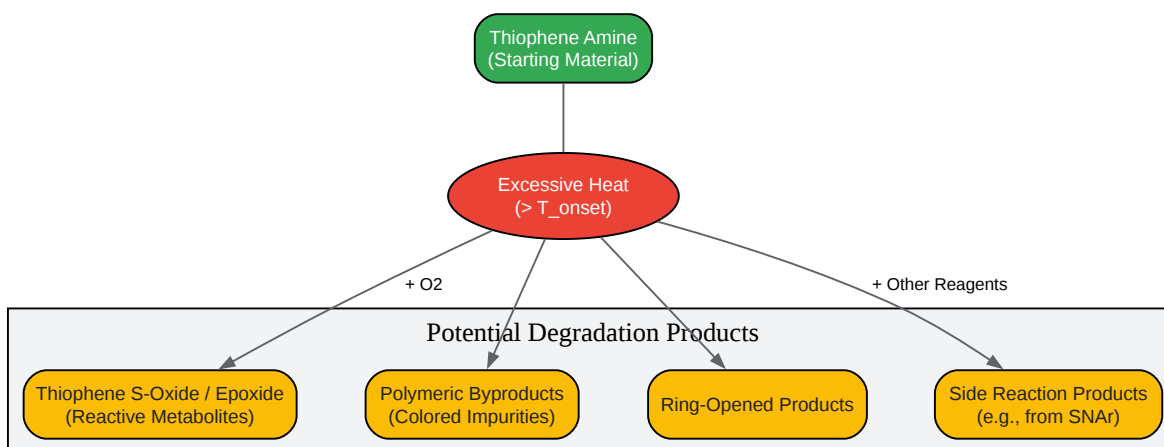 Thiophene Amine
(Starting Material)
Excessive Heat
(> T_onset)
+ O2
+ Other Reagents
Potential Degradation Products
Thiophene S-Oxide / Epoxide
(Reactive Metabolites)
Polymeric Byproducts
(Colored Impurities)
Ring-Opened Products
Side Reaction Products
(e.g., from SNAr)